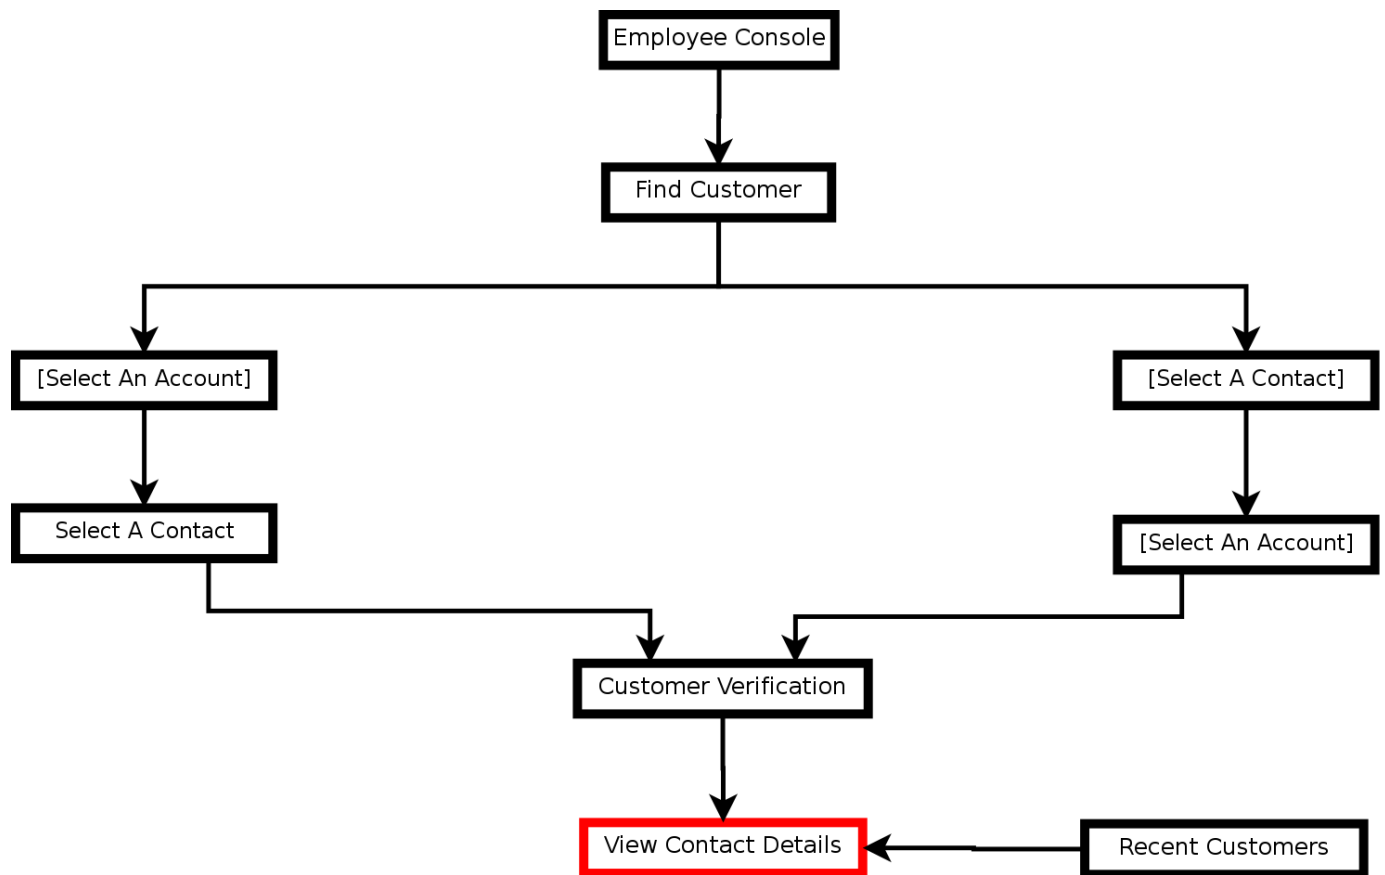 Employee Console
Find Customer
[Select An Account]
[Select A Contact]
Select A Contact
[Select An Account]
Customer Verification
View Contact Details
Recent Customers